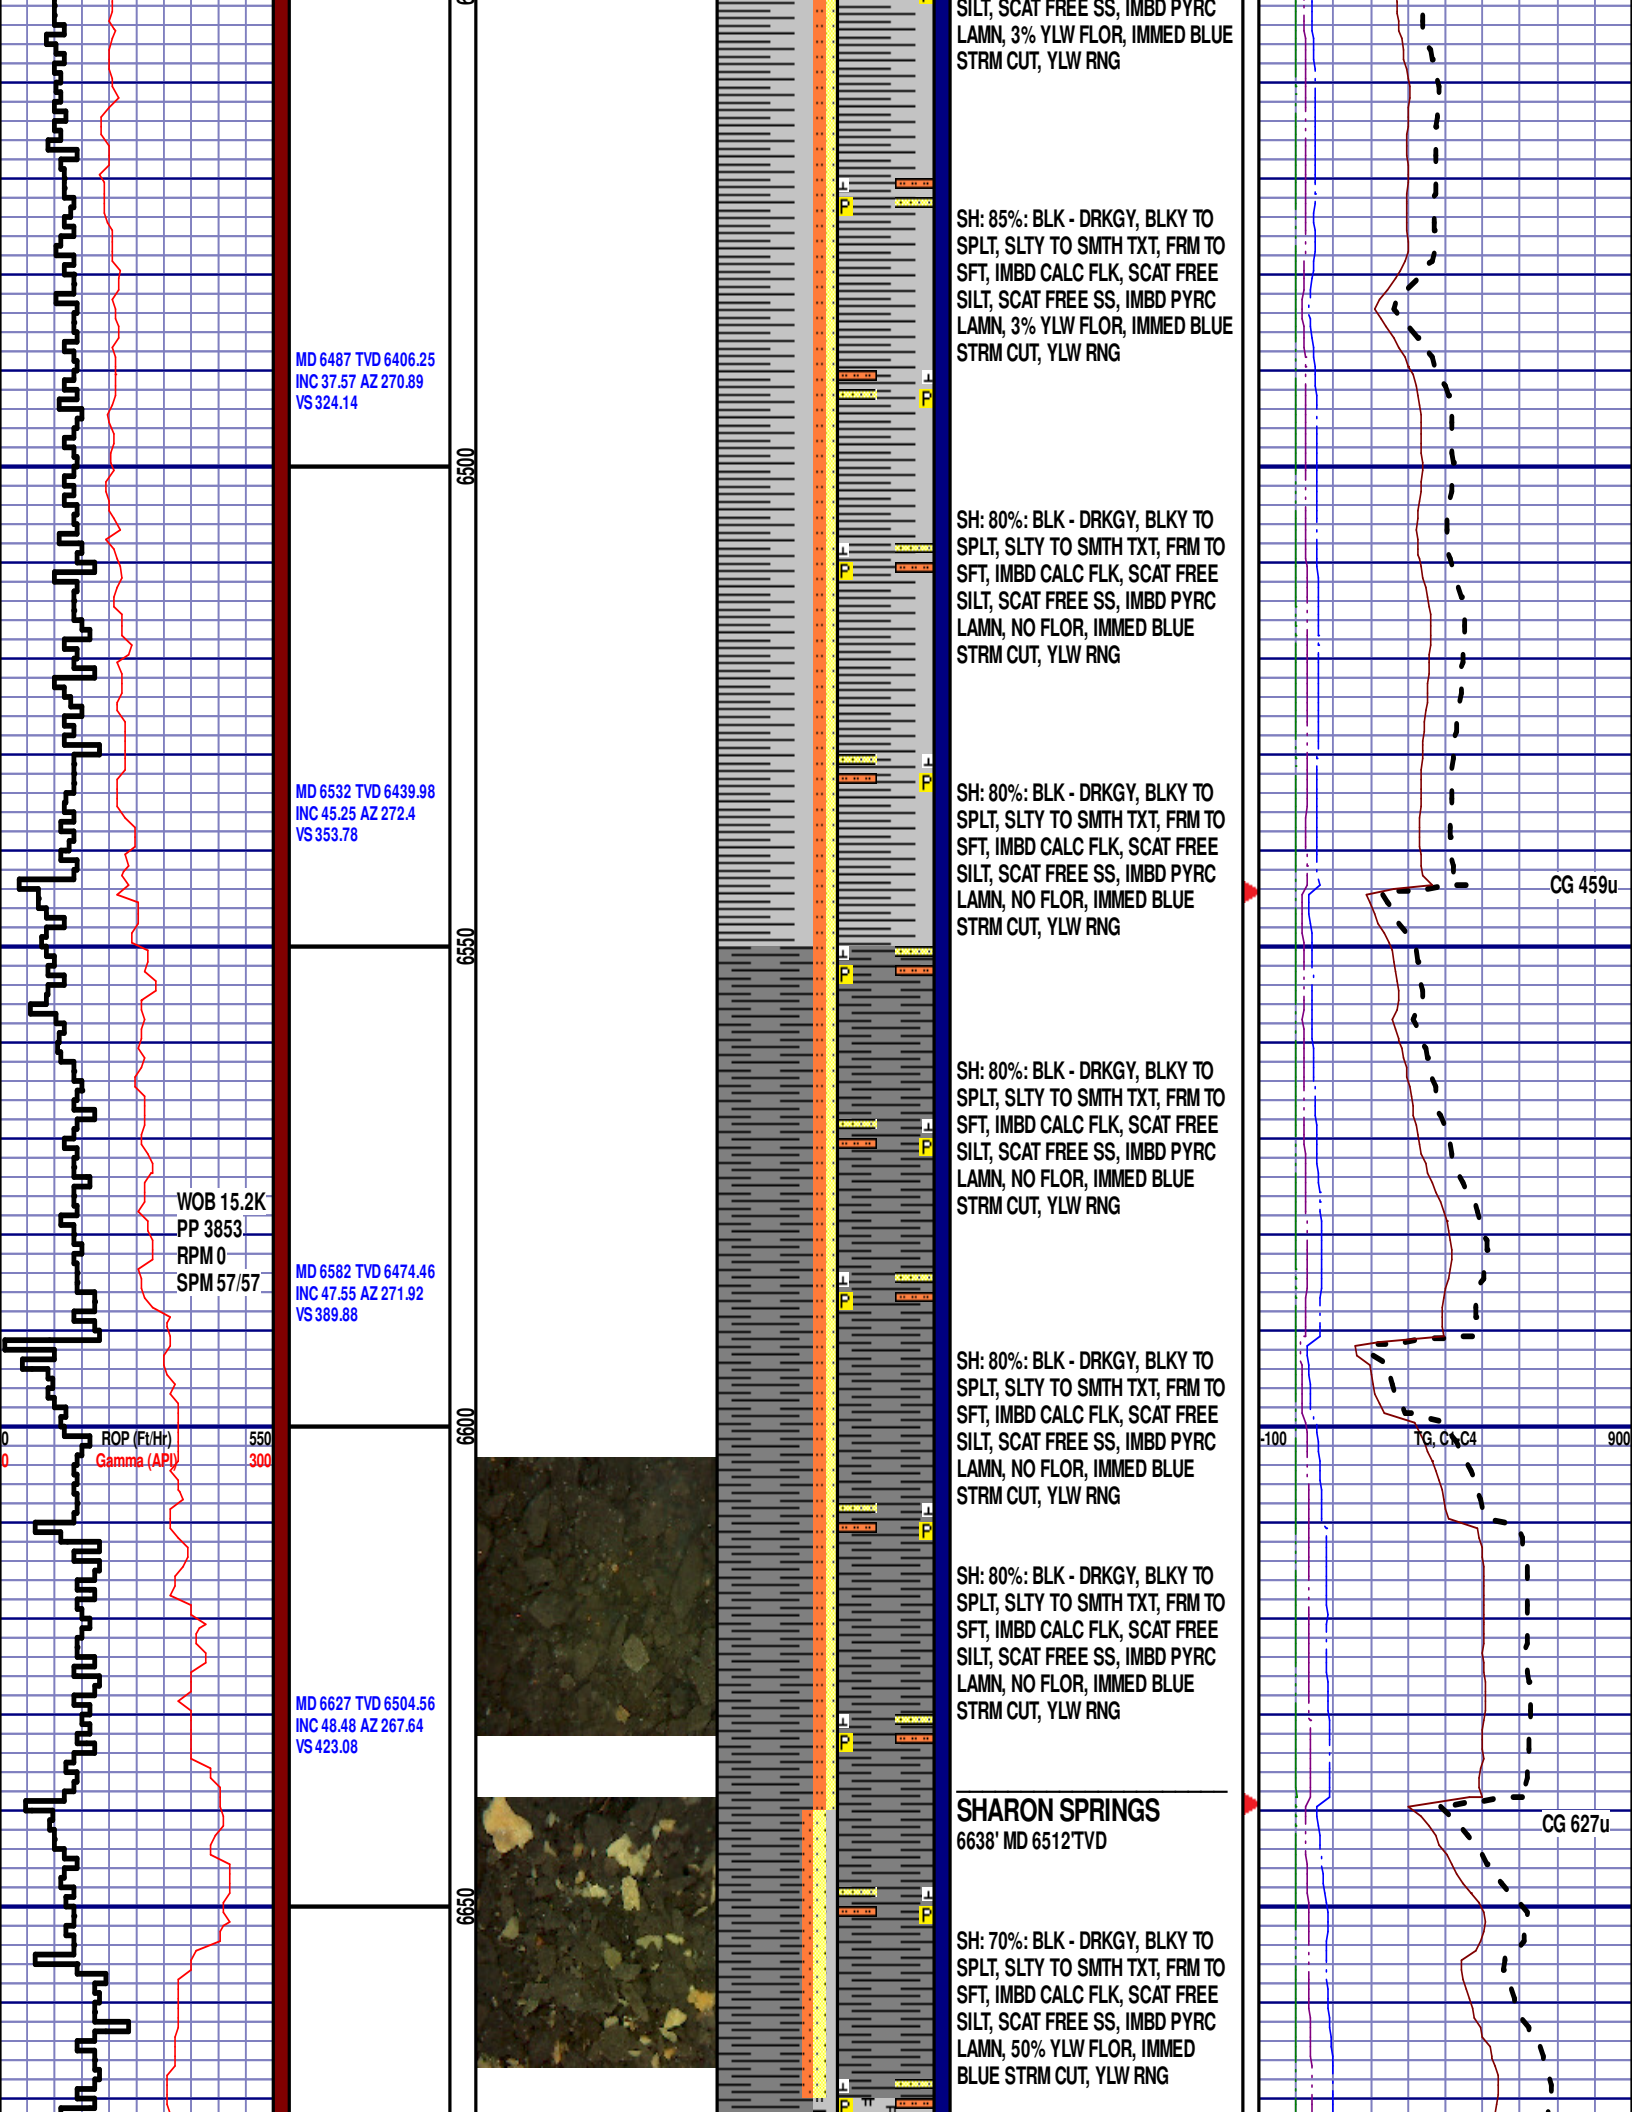 SILT, SCAT FREE SS, IMBD PYRC
LAMN, 3% YLW FLOR, IMMED BLUE
STRM CUT, YLW RNG
P
SH: 85%: BLK - DRKGY, BLKY TO
SPLT, SLTY TO SMTH TXT, FRM TO
SFT, IMBD CALC FLK, SCAT FREE
SILT, SCAT FREE SS, IMBD PYRC
LAMN, 3% YLW FLOR, IMMED BLUE
STRM CUT, YLW RNG
MD 6487 TVD 6406.25
INC 37.57 AZ 270.89
VS 324.14
P
6500
SH: 80%: BLK - DRKGY, BLKY TO
SPLT, SLTY TO SMTH TXT, FRM TO
SFT, IMBD CALC FLK, SCAT FREE
SILT, SCAT FREE SS, IMBD PYRC
LAMN, NO FLOR, IMMED BLUE
STRM CUT, YLW RNG
P
MD 6532 TVD 6439.98
INC 45.25 AZ 272.4
VS 353.78
P
SH: 80%: BLK - DRKGY, BLKY TO
SPLT, SLTY TO SMTH TXT, FRM TO
SFT, IMBD CALC FLK, SCAT FREE
SILT, SCAT FREE SS, IMBD PYRC
LAMN, NO FLOR, IMMED BLUE
STRM CUT, YLW RNG
CG 459u
6550
P
SH: 80%: BLK - DRKGY, BLKY TO
SPLT, SLTY TO SMTH TXT, FRM TO
SFT, IMBD CALC FLK, SCAT FREE
SILT, SCAT FREE SS, IMBD PYRC
LAMN, NO FLOR, IMMED BLUE
STRM CUT, YLW RNG
P
WOB 15.2K
PP 3853
RPM 0
SPM 57/57
MD 6582 TVD 6474.46
INC 47.55 AZ 271.92
VS 389.88
P
SH: 80%: BLK - DRKGY, BLKY TO
SPLT, SLTY TO SMTH TXT, FRM TO
SFT, IMBD CALC FLK, SCAT FREE
SILT, SCAT FREE SS, IMBD PYRC
LAMN, NO FLOR, IMMED BLUE
STRM CUT, YLW RNG
6600
0 ROP (Ft/Hr) 550
0 Gamma (API) 300
-100 TG, C1-C4 900
P
SH: 80%: BLK - DRKGY, BLKY TO
SPLT, SLTY TO SMTH TXT, FRM TO
SFT, IMBD CALC FLK, SCAT FREE
SILT, SCAT FREE SS, IMBD PYRC
LAMN, NO FLOR, IMMED BLUE
STRM CUT, YLW RNG
MD 6627 TVD 6504.56
INC 48.48 AZ 267.64
VS 423.08
P
SHARON SPRINGS
6638' MD 6512'TVD
CG 627u
6650
P
SH: 70%: BLK - DRKGY, BLKY TO
SPLT, SLTY TO SMTH TXT, FRM TO
SFT, IMBD CALC FLK, SCAT FREE
SILT, SCAT FREE SS, IMBD PYRC
LAMN, 50% YLW FLOR, IMMED
BLUE STRM CUT, YLW RNG
P